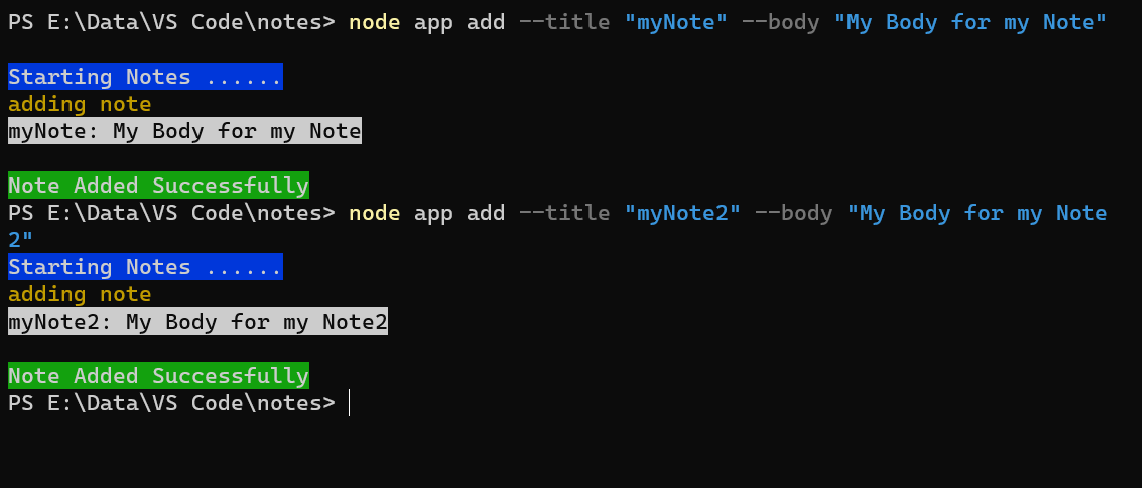 PS E:\Data\VS Code\notes> node app add --title "myNote" --body "My Body for my Note"
Starting Notes ......
adding note
myNote: My Body for my Note
Note Added Successfully
PS E:\Data\VS Code\notes> node app add --title "myNote2" --body "My Body for my Note
2"
Starting Notes ......
adding note
myNote2: My Body for my Note2
Note Added Successfully
PS E:\Data\VS Code\notes>